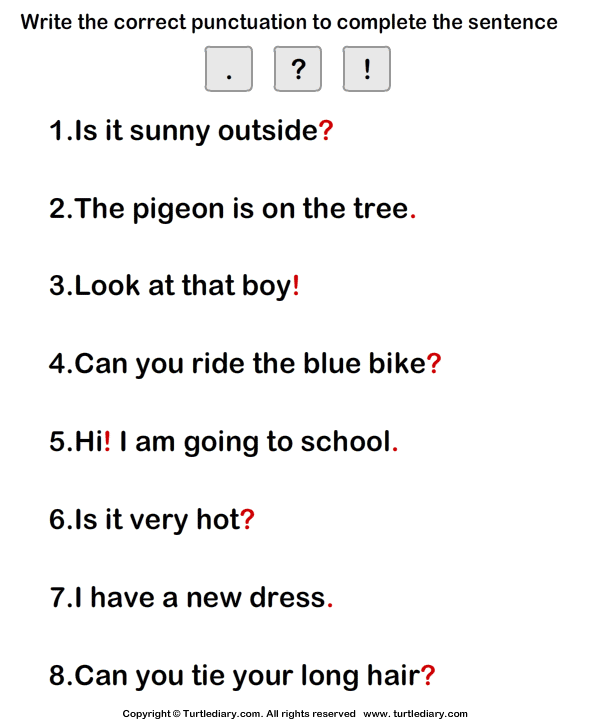 Write the correct punctuation to complete the sentence
. ? !
1.Is it sunny outside?
2.The pigeon is on the tree.
3.Look at that boy!
4.Can you ride the blue bike?
5.Hi! I am going to school.
6.Is it very hot?
7.I have a new dress.
8.Can you tie your long hair?
Copyright © Turtlediary.com. All rights reserved www. turtlediary.com